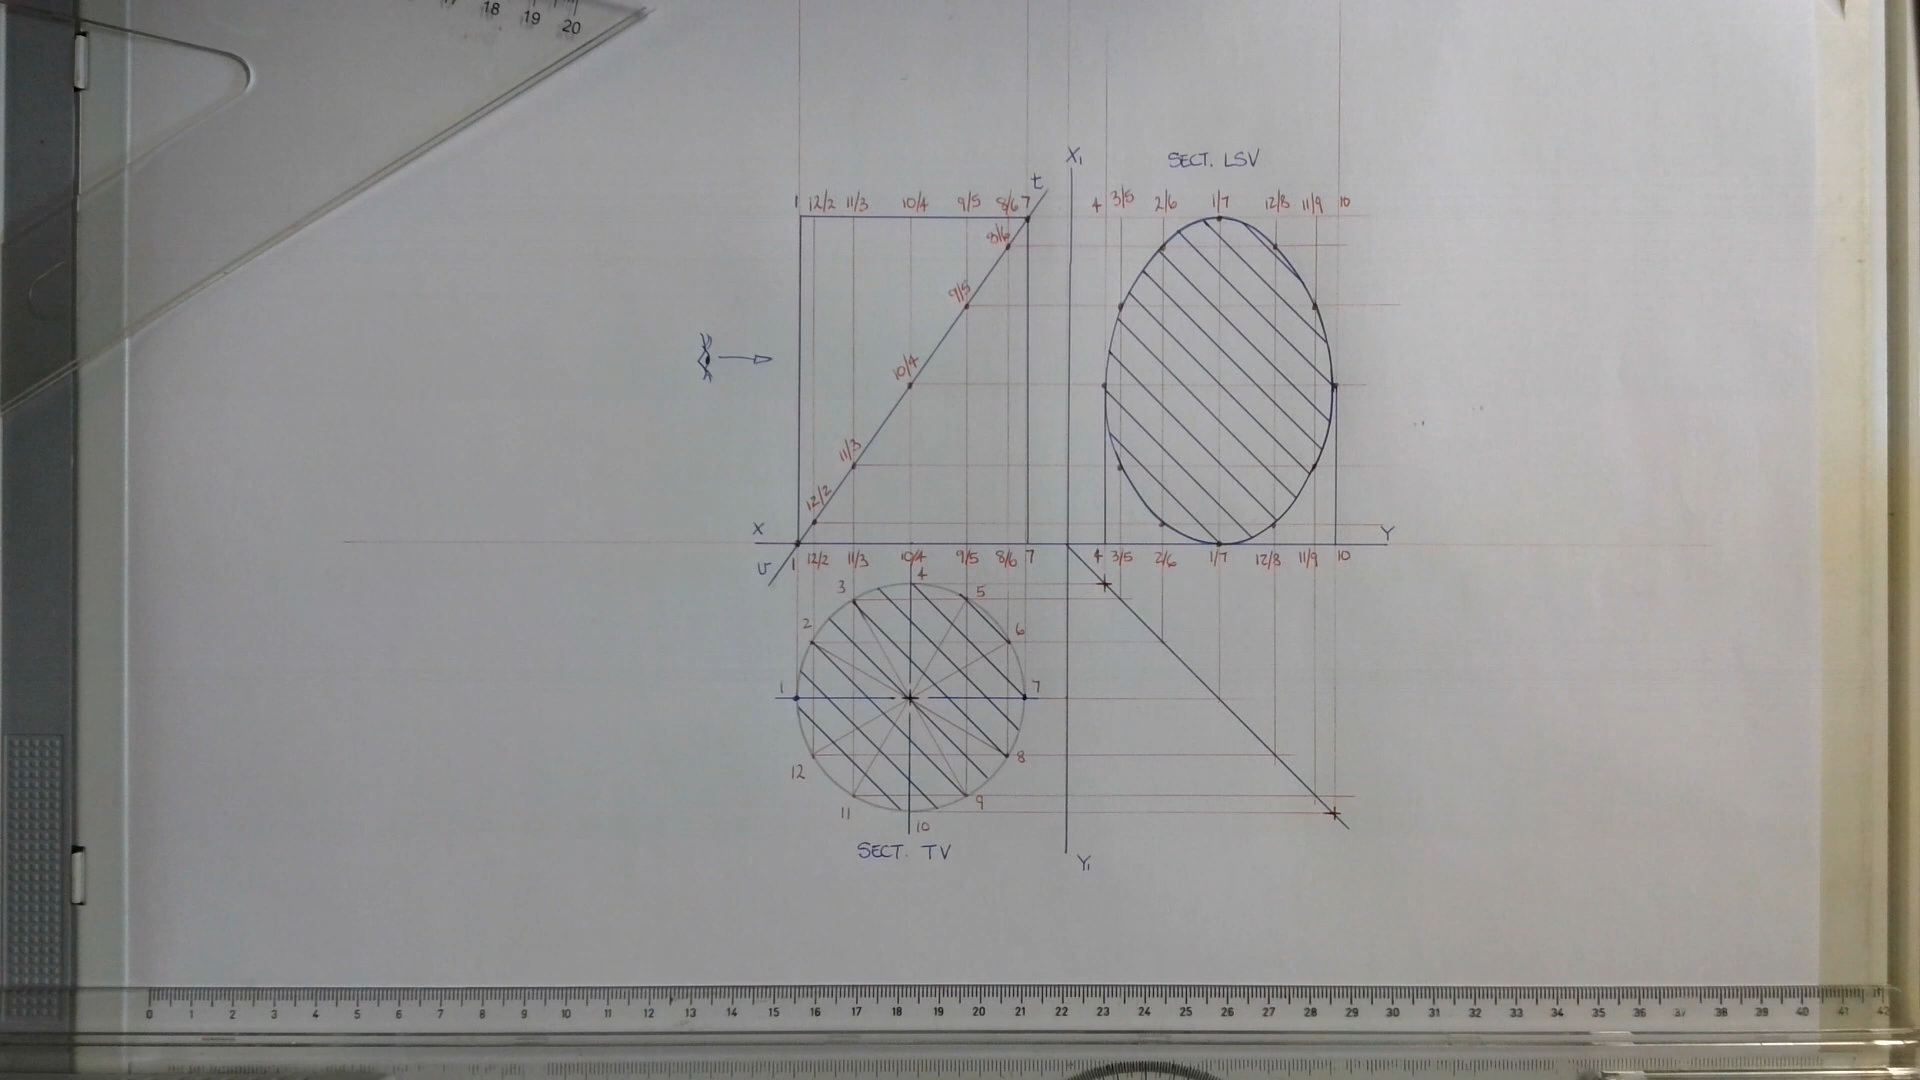 17 18 19 20
X₁ SECT. LSV
t
1 12/2 11/3 10/4 9/5 8/6 7 4 3/5 2/6 1/7 12/8 11/9 10
8/6
9/5
10/4
11/3
12/2
X Y
U 1 12/2 11/3 10/4 9/5 8/6 7 4 3/5 2/6 1/7 12/8 11/9 10
4
3 5
2 6
1 7
12 8
11 9
10
SECT. TV Y₁
0 1 2 3 4 5 6 7 8 9 10 11 12 13 14 15 16 17 18 19 20 21 22 23 24 25 26 27 28 29 30 31 32 33 34 35 36 37 38 39 40 41 42